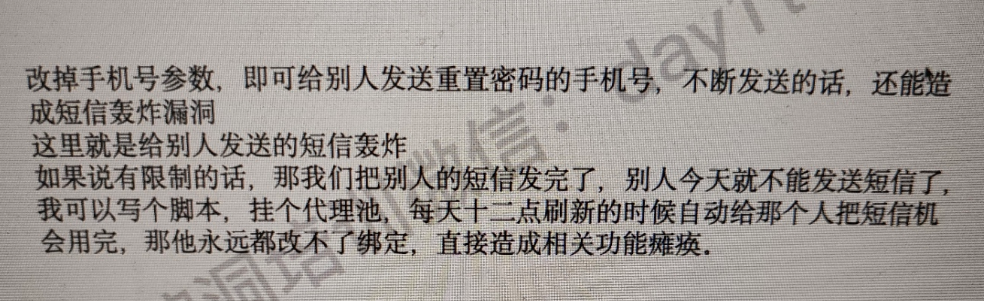 改掉手机号参数，即可给别人发送重置密码的手机号，不断发送的话，还能造
成短信轰炸漏洞
这里就是给别人发送的短信轰炸
如果说有限制的话，那我们把别人的短信发完了，别人今天就不能发送短信了，
我可以写个脚本，挂个代理池，每天十二点刷新的时候自动给那个人把短信机
会用完，那他永远都改不了绑定，直接造成相关功能瘫痪.